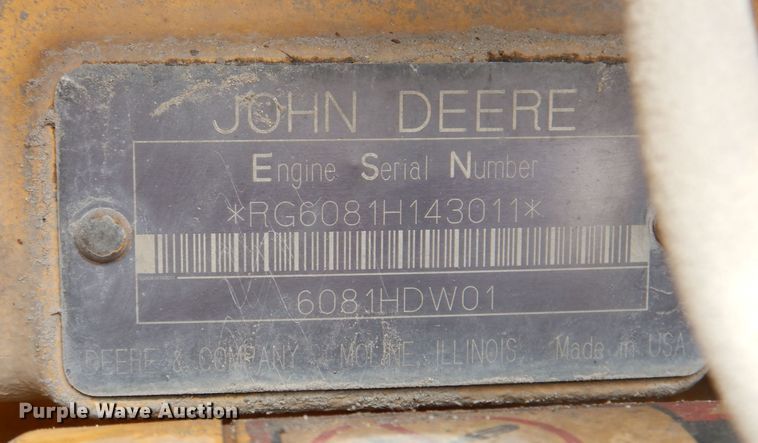 JOHN DEERE
Engine Serial Number
*RG6081H143011*
6081HDW01
DEERE & COMPANY MOLINE, ILLINOIS, Made in USA
Purple Wave Auction